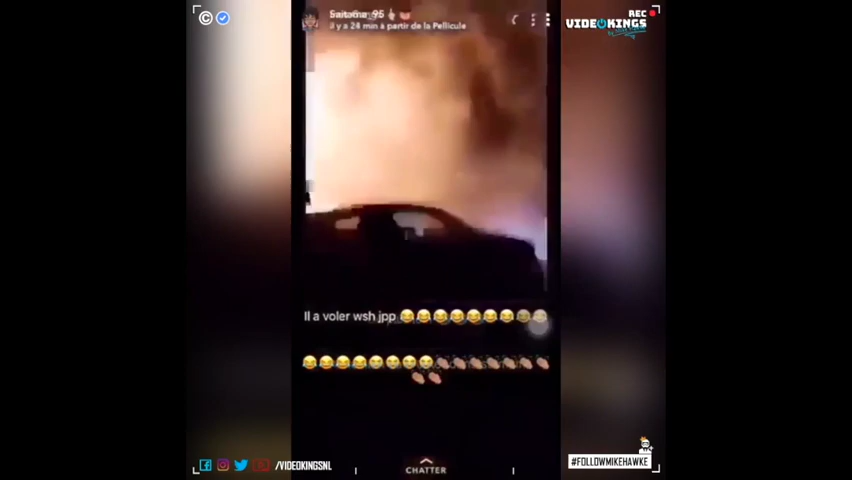 ©
REC
VIDEOKINGS
Saitama_95
il y a 24 min à partir de la Pellicule
Il a voler wsh jpp 😂😂😂😂😂😂😂😂😂
😂😂😂😂😂😂😂😂👏🏼👏🏼👏🏼👏🏼👏🏼👏🏼👏🏼
👏🏼👏🏼
CHATTER
/VIDEOKINGSNL
#FOLLOWMIKEHAWKE